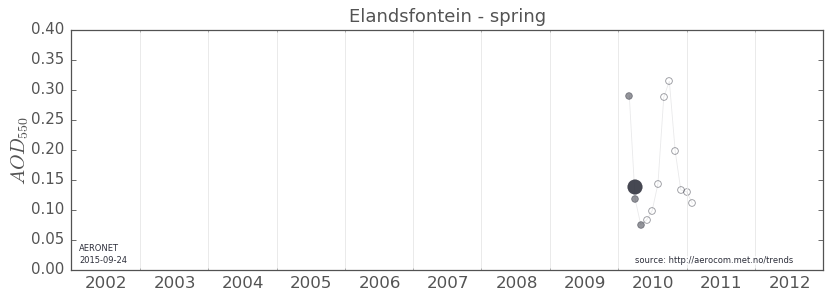 Elandsfontein - spring
0.40
0.35
0.30
0.25
0.20
0.15
0.10
0.05
0.00
AOD550
AERONET
2015-09-24
source: http://aerocom.met.no/trends
2002 2003 2004 2005 2006 2007 2008 2009 2010 2011 2012